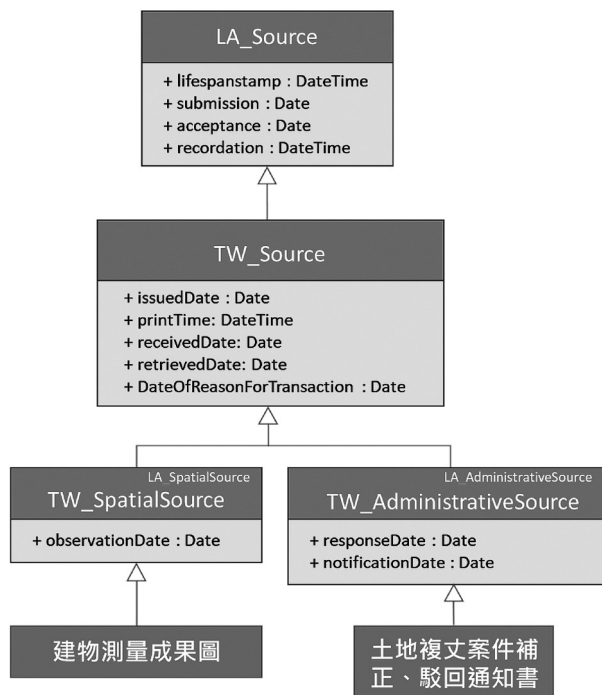 LA_Source
+ lifespanstamp : DateTime
+ submission : Date
+ acceptance : Date
+ recordation : DateTime
TW_Source
+ issuedDate : Date
+ printTime: DateTime
+ receivedDate: Date
+ retrievedDate: Date
+ DateOfReasonForTransaction : Date
LA_SpatialSource
TW_SpatialSource
+ observationDate : Date
LA_AdministrativeSource
TW_AdministrativeSource
+ responseDate : Date
+ notificationDate : Date
建物測量成果圖
土地複丈案件補
正、駁回通知書